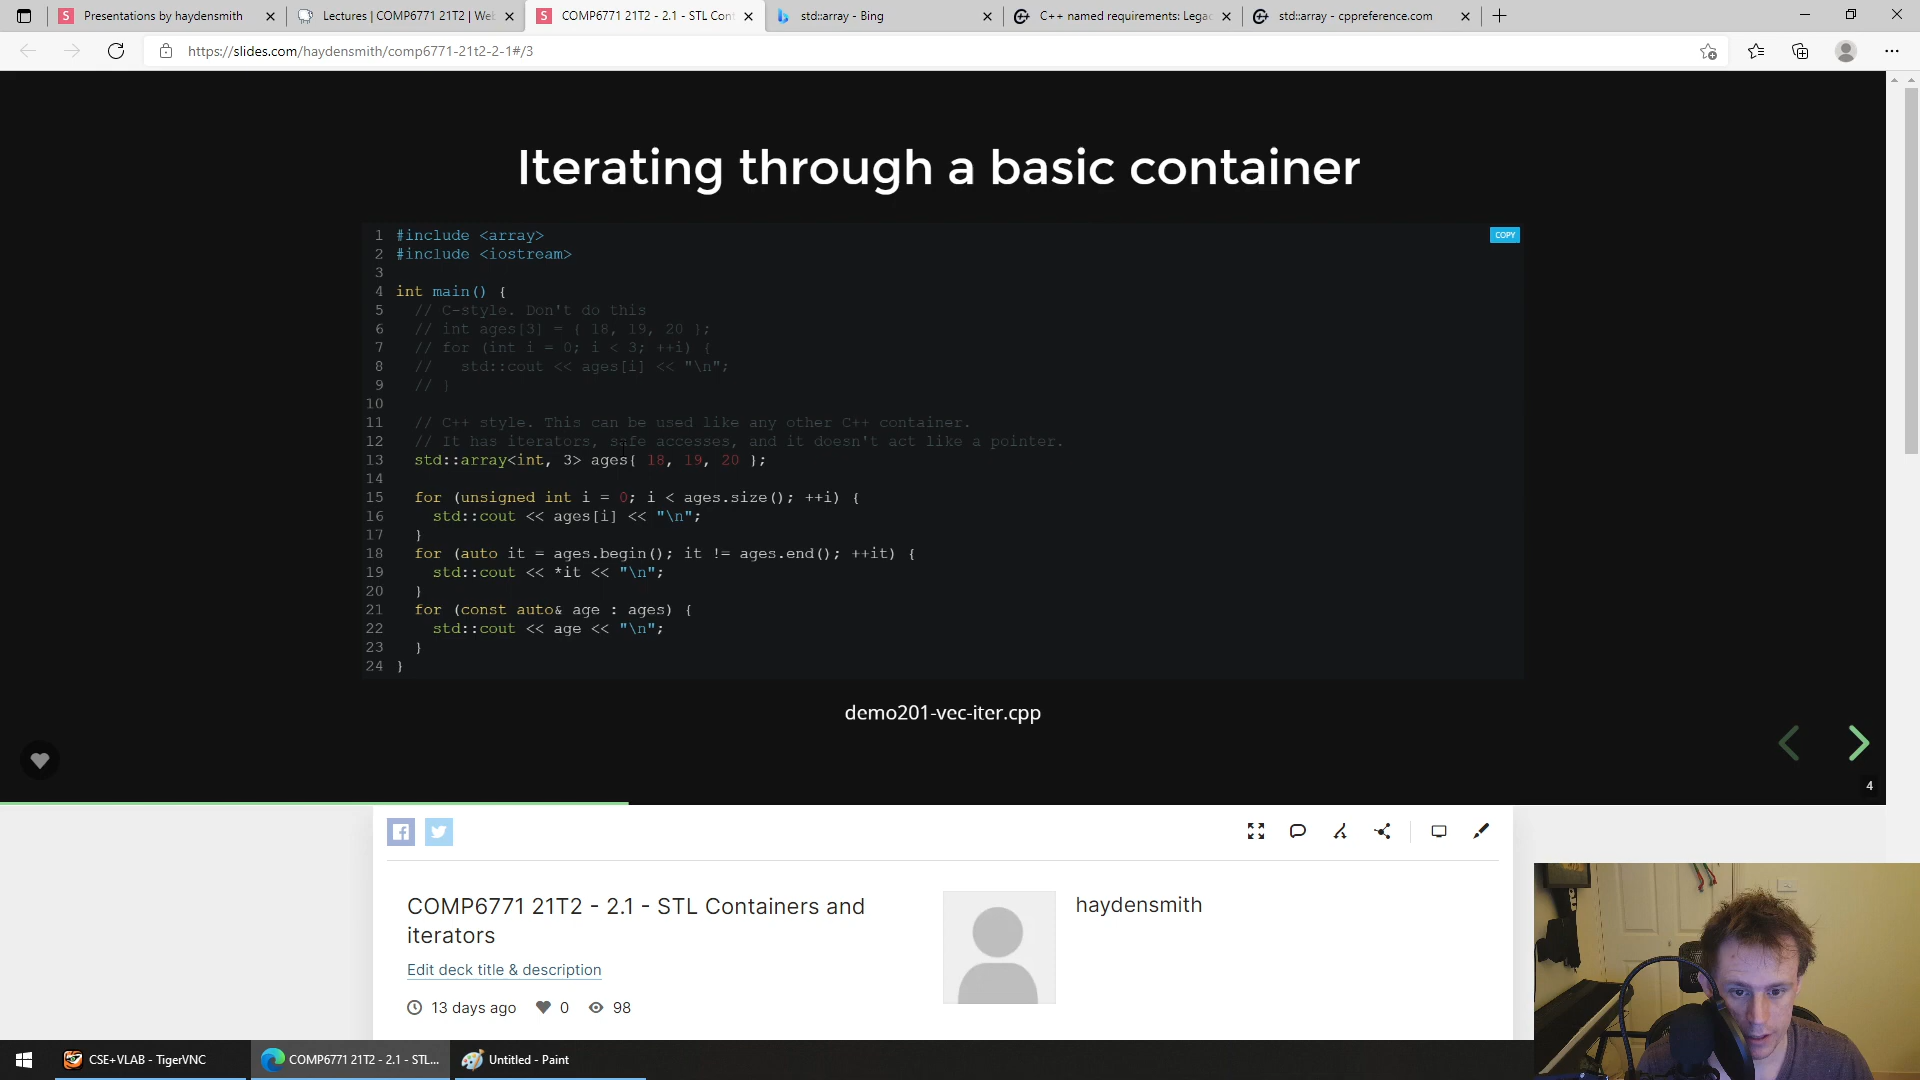 Presentations by haydensmith
Lectures | COMP6771 21T2 | Web
COMP6771 21T2 - 2.1 - STL Cont
std::array - Bing
C++ named requirements: Legac
std::array - cppreference.com
https://slides.com/haydensmith/comp6771-21t2-2-1#/3
Iterating through a basic container
COPY
1 #include <array>
2 #include <iostream>
3
4 int main() {
5 // C-style. Don't do this
6 // int ages[3] = { 18, 19, 20 };
7 // for (int i = 0; i < 3; ++i) {
8 //   std::cout << ages[i] << "\n";
9 // }
10
11 // C++ style. This can be used like any other C++ container.
12 // It has iterators, safe accesses, and it doesn't act like a pointer.
13 std::array<int, 3> ages{ 18, 19, 20 };
14
15 for (unsigned int i = 0; i < ages.size(); ++i) {
16 std::cout << ages[i] << "\n";
17 }
18 for (auto it = ages.begin(); it != ages.end(); ++it) {
19 std::cout << *it << "\n";
20 }
21 for (const auto& age : ages) {
22 std::cout << age << "\n";
23 }
24 }
demo201-vec-iter.cpp
4
COMP6771 21T2 - 2.1 - STL Containers and
iterators
haydensmith
Edit deck title & description
13 days ago 0 98
CSE+VLAB - TigerVNC
COMP6771 21T2 - 2.1 - STL...
Untitled - Paint